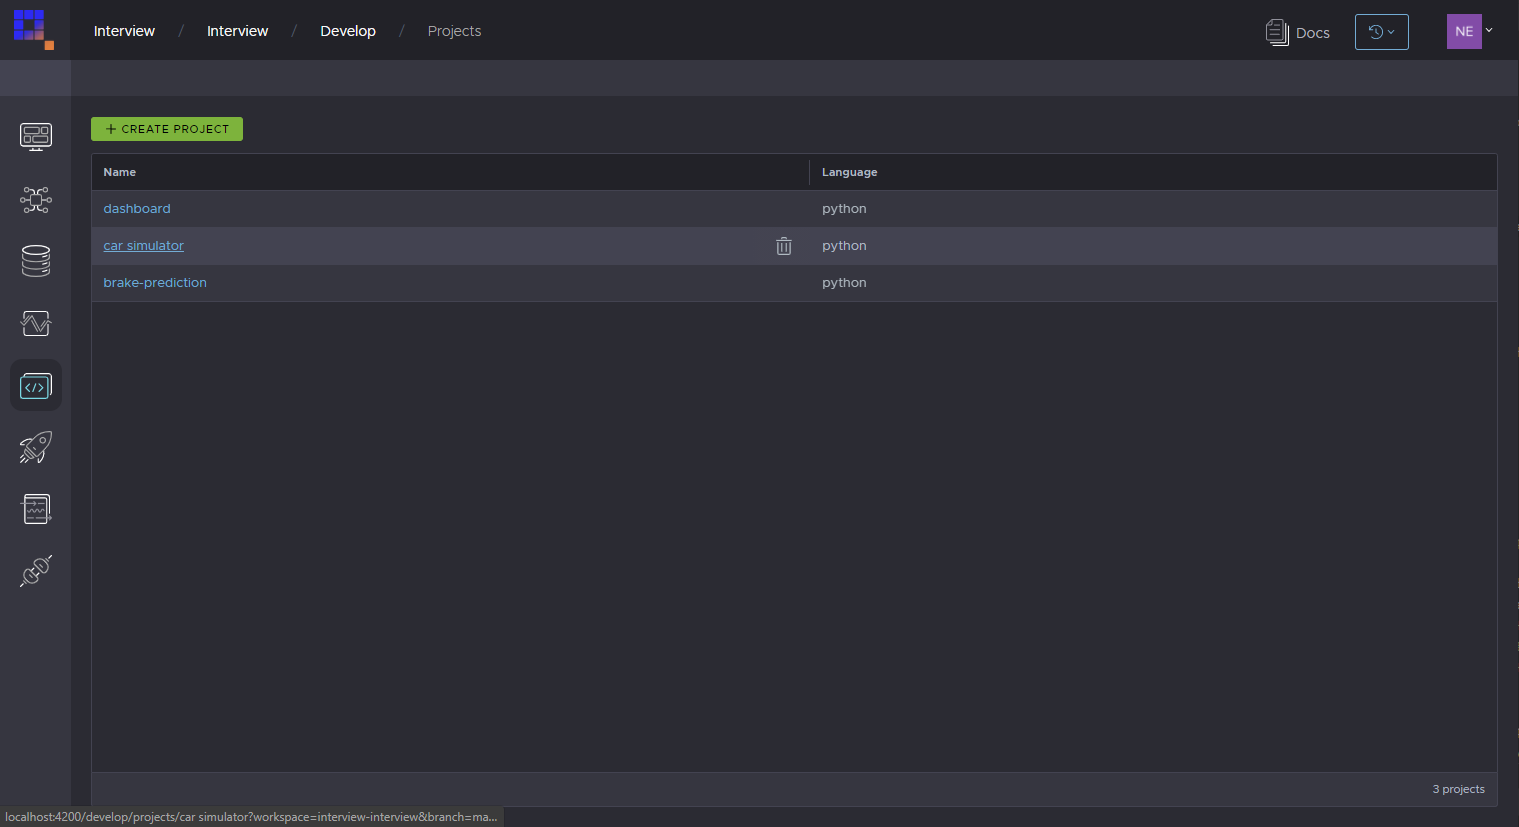 Interview / Interview / Develop / Projects
Docs
NE
+ CREATE PROJECT
Name Language
dashboard python
car simulator python
brake-prediction python
3 projects
localhost:4200/develop/projects/car simulator?workspace=interview-interview&branch=ma...